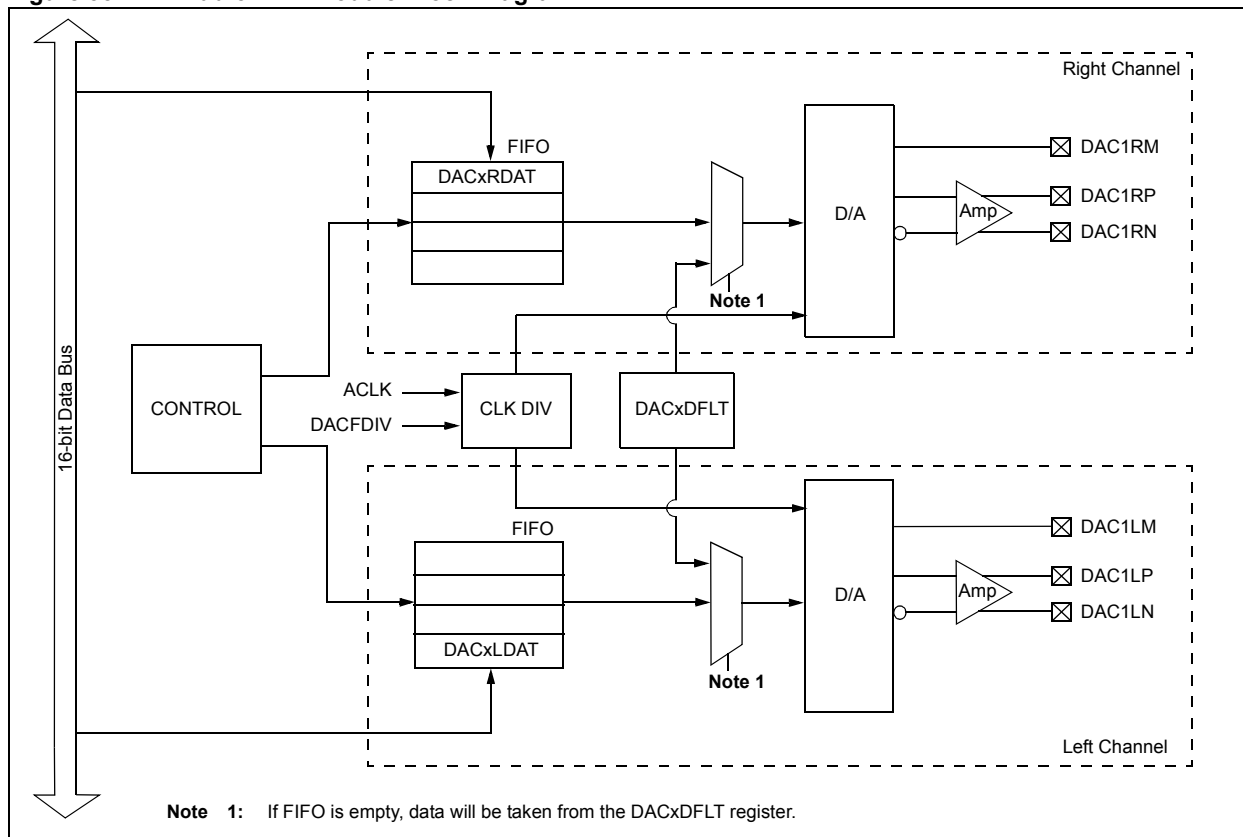 Right Channel
FIFO
DACxRDAT
DAC1RM
DAC1RP
DAC1RN
D/A
Amp
Note 1
16-bit Data Bus
CONTROL
ACLK
DACFDIV
CLK DIV
DACxDFLT
FIFO
DACxLDAT
DAC1LM
DAC1LP
DAC1LN
D/A
Amp
Note 1
Left Channel
Note 1: If FIFO is empty, data will be taken from the DACxDFLT register.